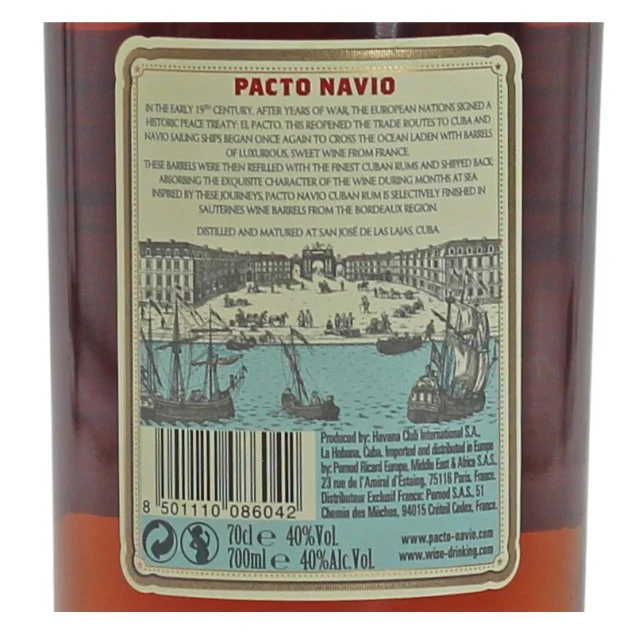 PACTO NAVIO
IN THE EARLY 19TH CENTURY, AFTER YEARS OF WAR, THE EUROPEAN NATIONS SIGNED A
HISTORIC PEACE TREATY: EL PACTO. THIS REOPENED THE TRADE ROUTES TO CUBA AND
NAVIO SAILING SHIPS BEGAN ONCE AGAIN TO CROSS THE OCEAN LADEN WITH BARRELS
OF LUXURIOUS, SWEET WINE FROM FRANCE.
THESE BARRELS WERE THEN REFILLED WITH THE FINEST CUBAN RUMS AND SHIPPED BACK;
ABSORBING THE EXQUISITE CHARACTER OF THE WINE DURING MONTHS AT SEA
INSPIRED BY THESE JOURNEYS, PACTO NAVIO CUBAN RUM IS SELECTIVELY FINISHED IN
SAUTERNES WINE BARRELS FROM THE BORDEAUX REGION.
DISTILLED AND MATURED AT SAN JOSÉ DE LAS LAJAS, CUBA.
Produced by: Havana Club International S.A.,
La Habana, Cuba. Imported and distributed in Europe
by: Pernod Ricard Europe, Middle East & Africa S.A.S.,
23 rue de l'Amiral d'Estaing, 75116 Paris, France.
Distributeur Exclusif France: Pernod S.A.S., 51
Chemin des Mèches, 94015 Créteil Cedex, France.
8 501110 086042
70cl e 40%Vol.
700ml e 40%Alc.Vol.
www.pacto-navio.com
www.wise-drinking.com